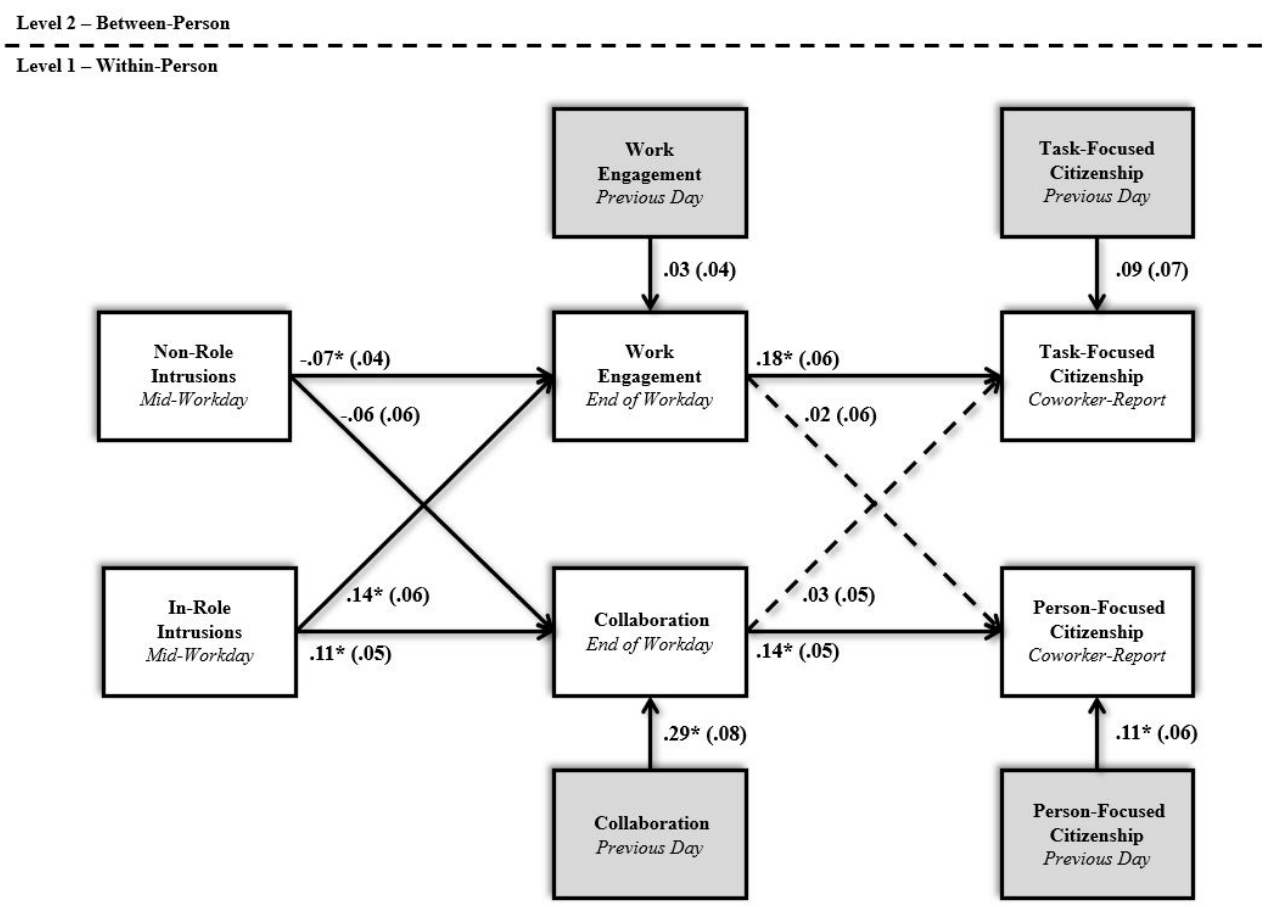 Level 2 – Between-Person
Level 1 – Within-Person
Work
Engagement
Previous Day
Task-Focused
Citizenship
Previous Day
.03 (.04)
.09 (.07)
Non-Role
Intrusions
Mid-Workday
-.07* (.04)
-.06 (.06)
Work
Engagement
End of Workday
.18* (.06)
.02 (.06)
Task-Focused
Citizenship
Coworker-Report
In-Role
Intrusions
Mid-Workday
.14* (.06)
.11* (.05)
Collaboration
End of Workday
.03 (.05)
.14* (.05)
Person-Focused
Citizenship
Coworker-Report
.29* (.08)
.11* (.06)
Collaboration
Previous Day
Person-Focused
Citizenship
Previous Day